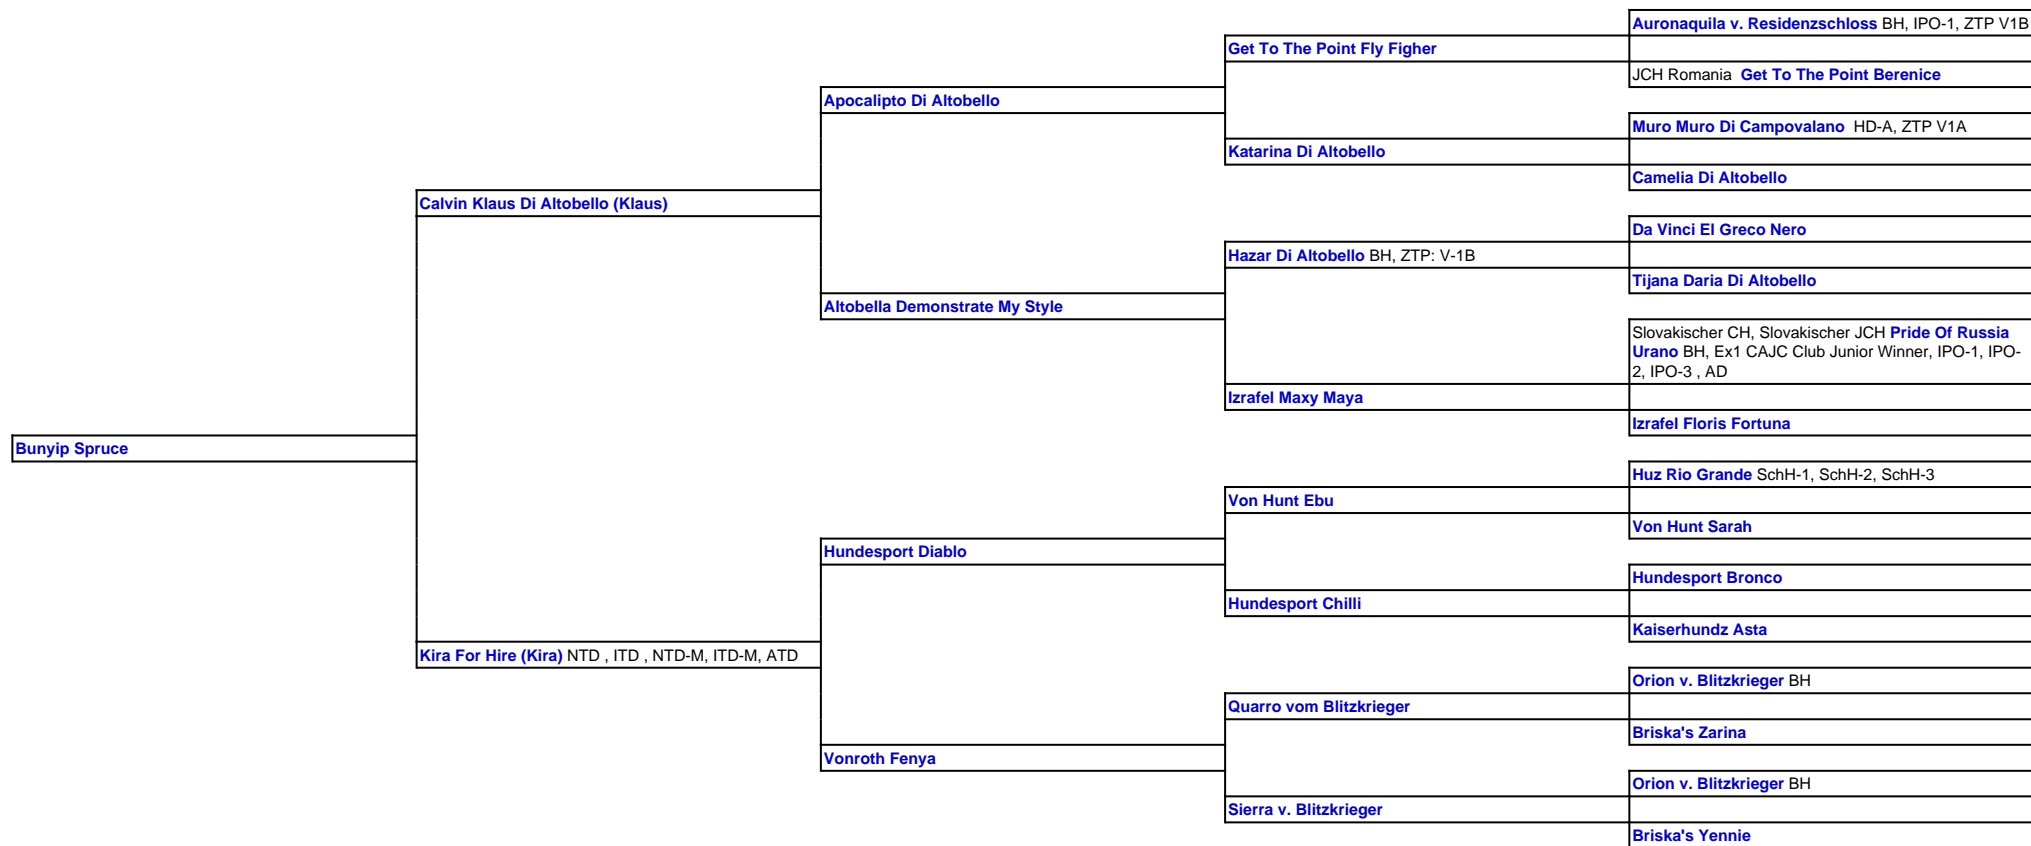 Auronaquila v. Residenzschloss BH, IPO-1, ZTP V1B
Get To The Point Fly Figher
JCH Romania  Get To The Point Berenice
Apocalipto Di Altobello
Muro Muro Di Campovalano  HD-A, ZTP V1A
Katarina Di Altobello
Camelia Di Altobello
Calvin Klaus Di Altobello (Klaus)
Da Vinci El Greco Nero
Hazar Di Altobello BH, ZTP: V-1B
Tijana Daria Di Altobello
Altobella Demonstrate My Style
Slovakischer CH, Slovakischer JCH Pride Of Russia
Urano BH, Ex1 CAJC Club Junior Winner, IPO-1, IPO-
2, IPO-3 , AD
Izrafel Maxy Maya
Izrafel Floris Fortuna
Bunyip Spruce
Huz Rio Grande SchH-1, SchH-2, SchH-3
Von Hunt Ebu
Von Hunt Sarah
Hundesport Diablo
Hundesport Bronco
Hundesport Chilli
Kaiserhundz Asta
Kira For Hire (Kira) NTD , ITD , NTD-M, ITD-M, ATD
Orion v. Blitzkrieger BH
Quarro vom Blitzkrieger
Briska's Zarina
Vonroth Fenya
Orion v. Blitzkrieger BH
Sierra v. Blitzkrieger
Briska's Yennie